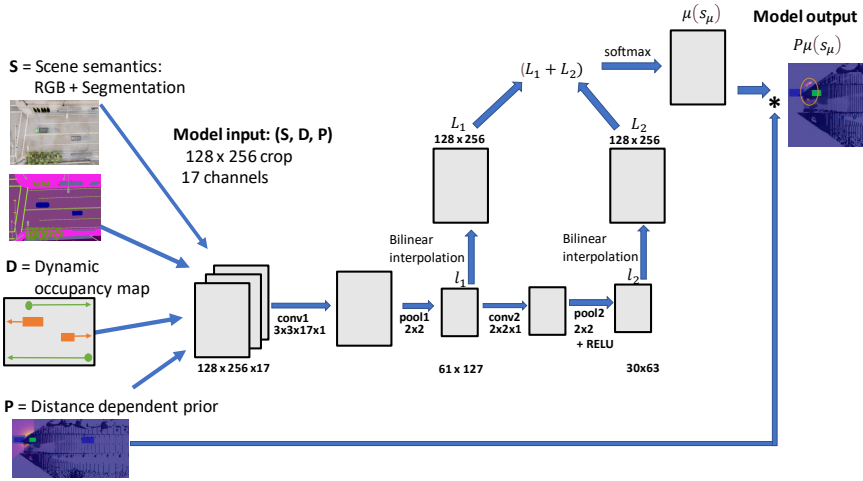 S = Scene semantics:
RGB + Segmentation
Model input: (S, D, P)
128 x 256 crop
17 channels
D = Dynamic
occupancy map
P = Distance dependent prior
128 x 256 x17
conv1
3x3x17x1
pool1
2x2
l₁
61 x 127
conv2
2x2x1
pool2
2x2
+ RELU
l₂
30x63
Bilinear
interpolation
Bilinear
interpolation
L₁
128 x 256
L₂
128 x 256
(L₁ + L₂)
softmax
μ(s_μ)
Model output
Pμ(s_μ)
*